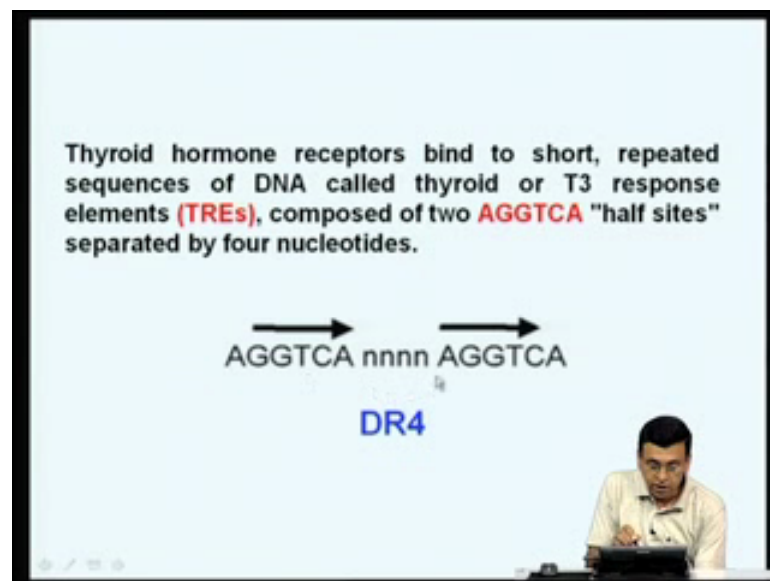 Thyroid hormone receptors bind to short, repeated
sequences of DNA called thyroid or T3 response
elements (TREs), composed of two AGGTCA "half sites"
separated by four nucleotides.
AGGTCA nnnn AGGTCA
DR4